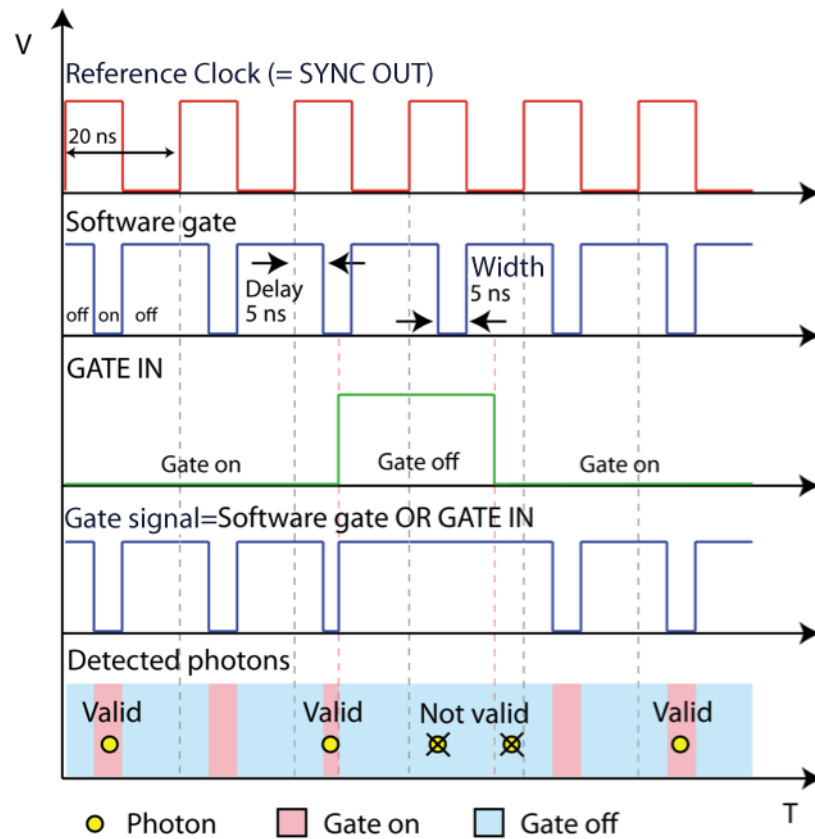 V
Reference Clock (= SYNC OUT)
20 ns
Software gate
off on off
Delay
5 ns
Width
5 ns
GATE IN
Gate on
Gate off
Gate on
Gate signal=Software gate OR GATE IN
Detected photons
Valid
Valid
Not valid
Valid
T
Photon
Gate on
Gate off